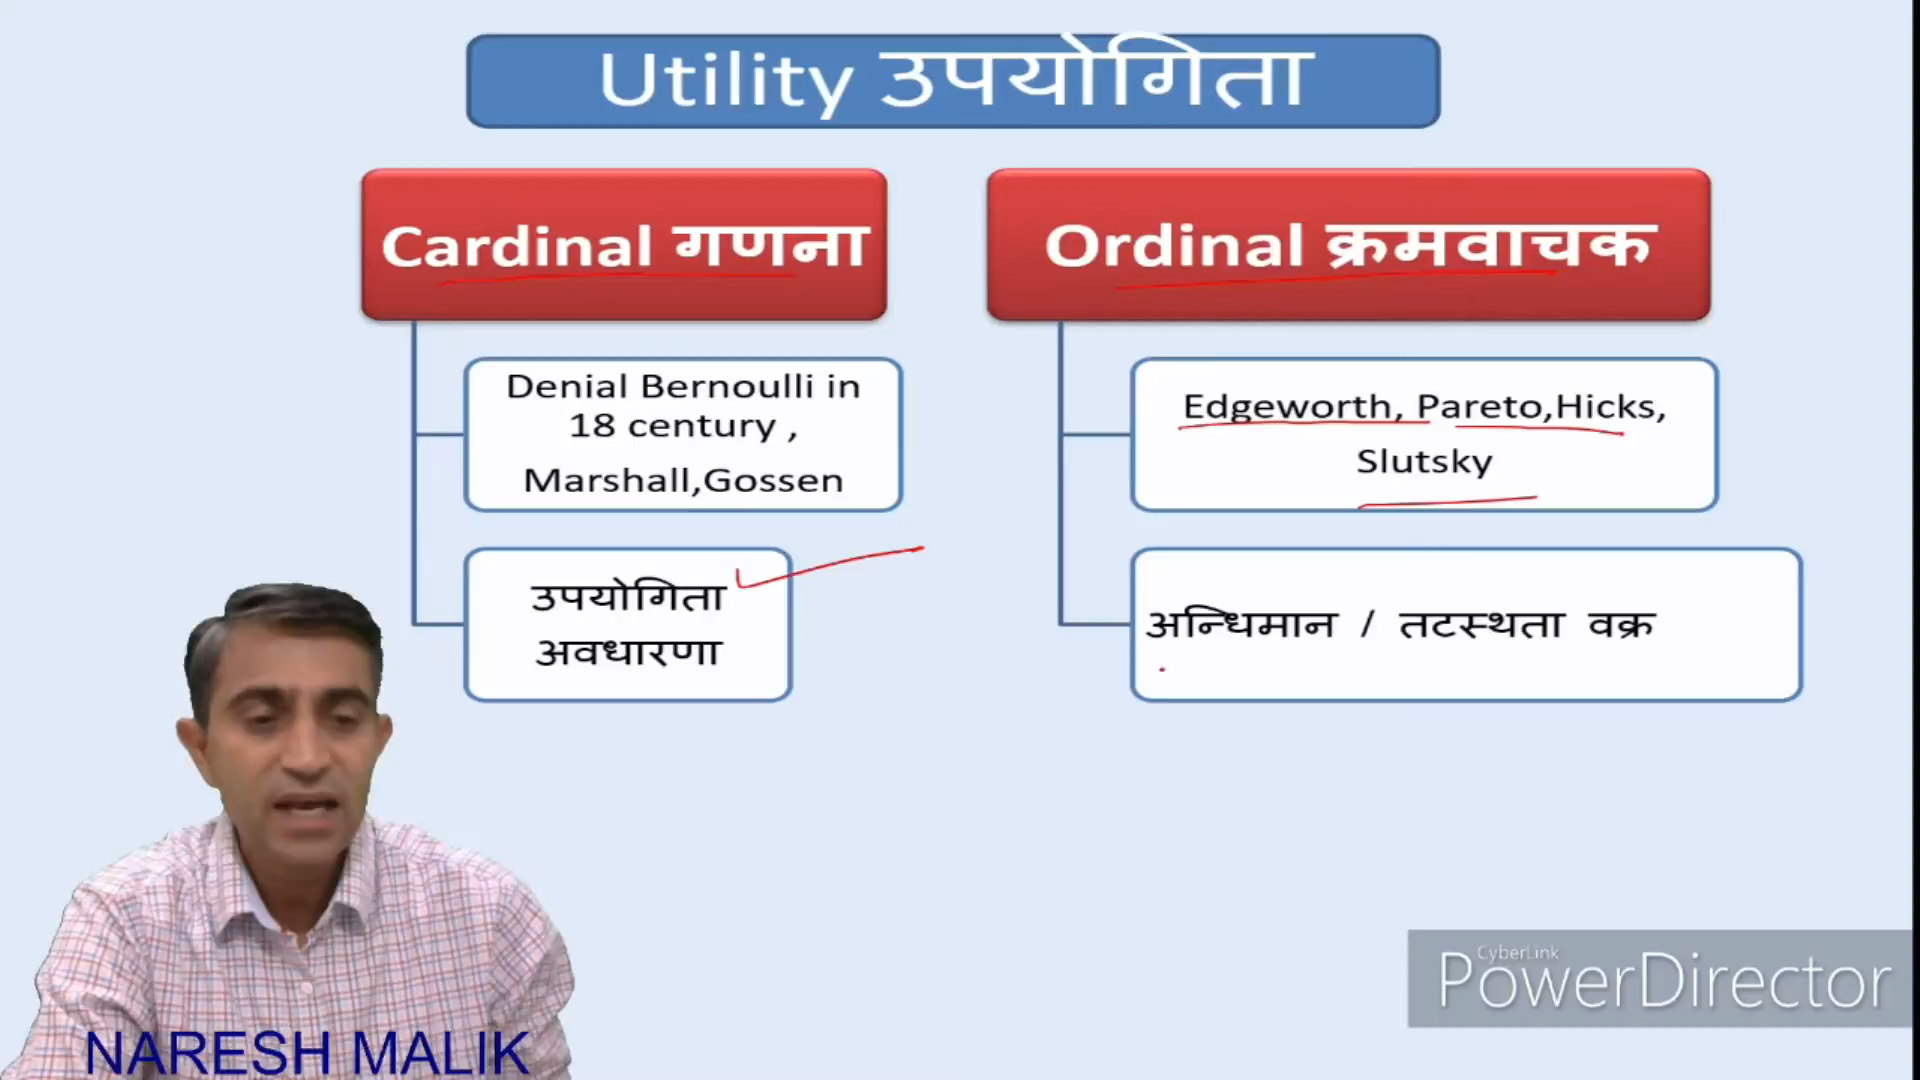 Utility उपयोगिता
Cardinal गणना
Denial Bernoulli in
18 century ,
Marshall,Gossen
उपयोगिता
अवधारणा
Ordinal क्रमवाचक
Edgeworth, Pareto,Hicks,
Slutsky
अन्धिमान / तटस्थता वक्र
NARESH MALIK
CyberLink
PowerDirector